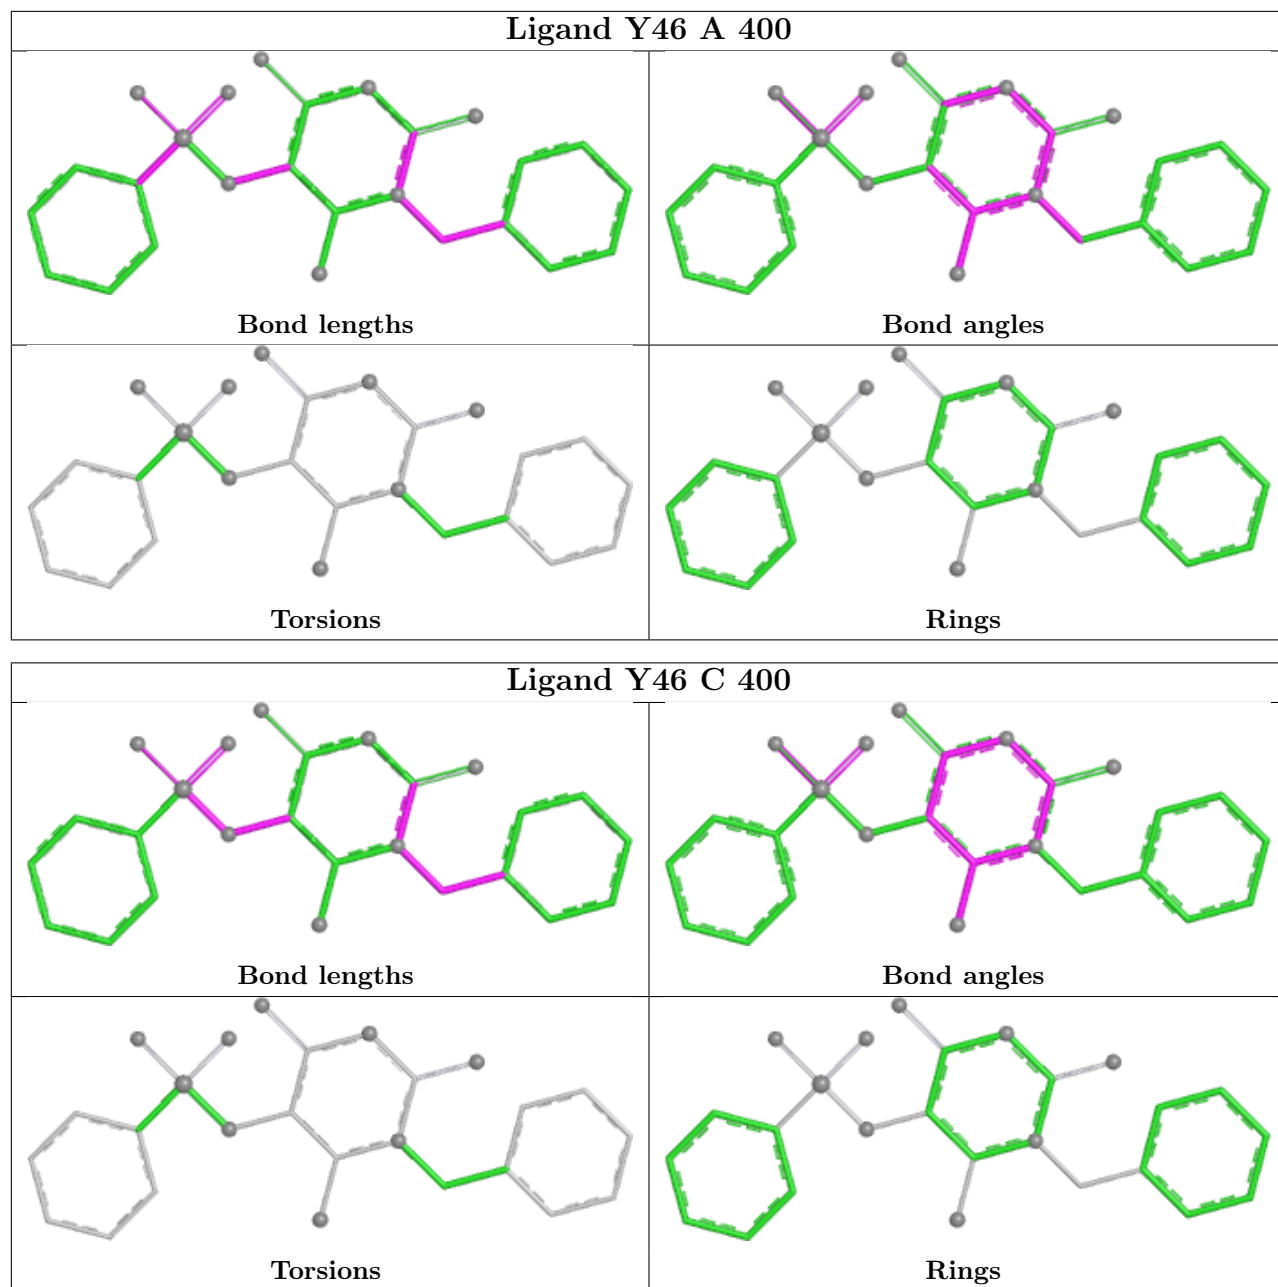 Ligand Y46 A 400
Bond lengths
Bond angles
Torsions
Rings
Ligand Y46 C 400
Bond lengths
Bond angles
Torsions
Rings